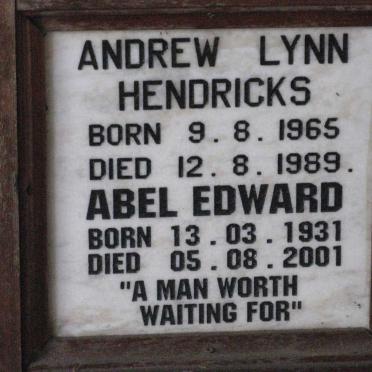 ANDREW LYNN
HENDRICKS
BORN 9.8.1965
DIED 12.8.1989.
ABEL EDWARD
BORN 13.03.1931
DIED 05.08.2001
"A MAN WORTH
WAITING FOR"